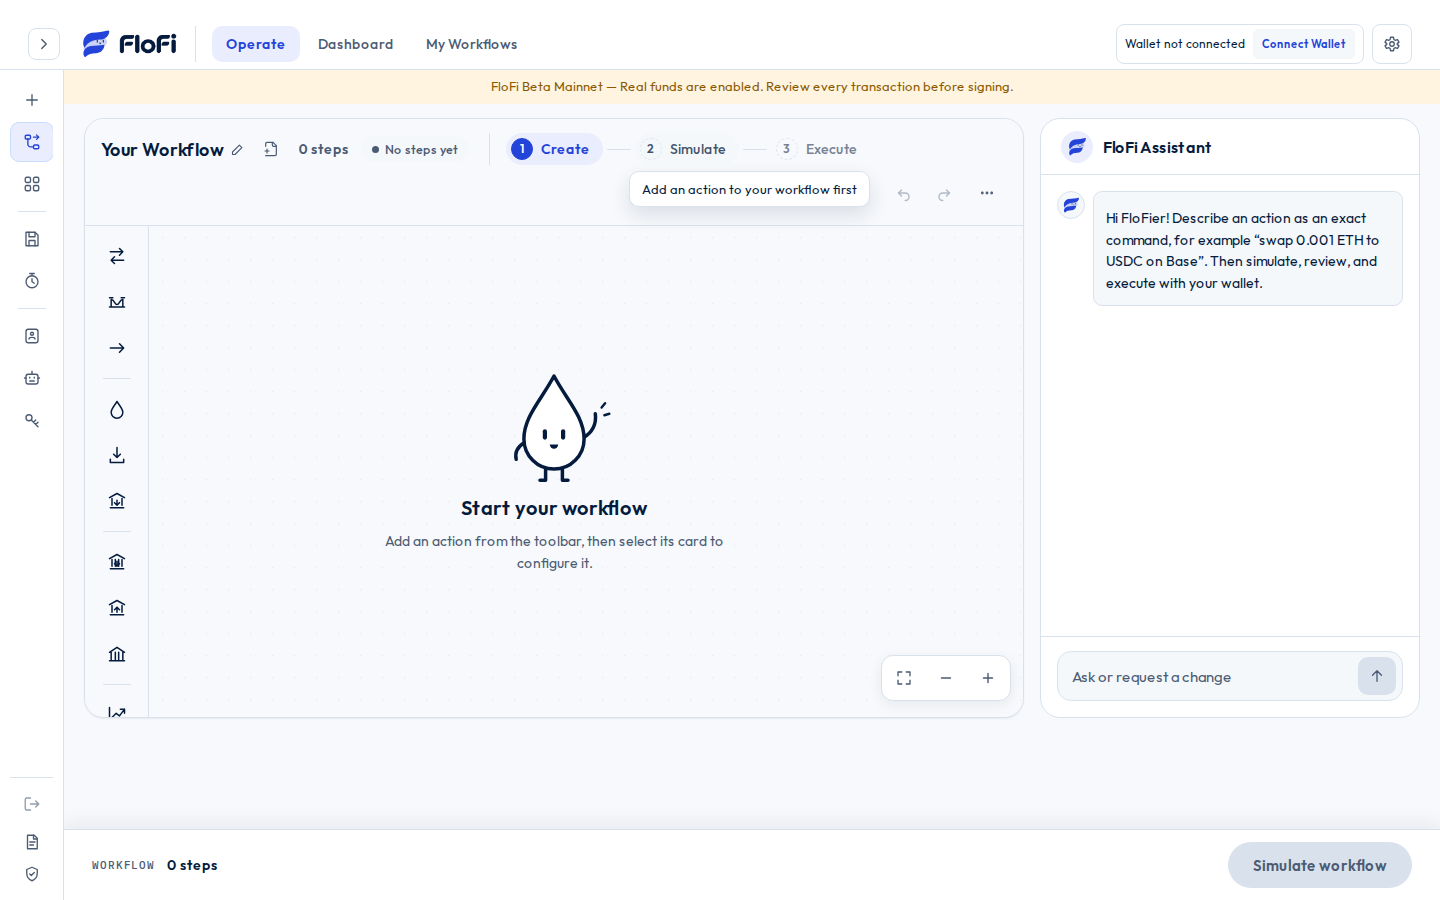 FloFi
Operate
Dashboard
My Workflows
Wallet not connected
Connect Wallet
FloFi Beta Mainnet — Real funds are enabled. Review every transaction before signing.
Your Workflow
0 steps
No steps yet
1 Create
2 Simulate
3 Execute
Add an action to your workflow first
FloFi Assistant
Hi FloFier! Describe an action as an exact
command, for example “swap 0.001 ETH to
USDC on Base”. Then simulate, review, and
execute with your wallet.
Start your workflow
Add an action from the toolbar, then select its card to
configure it.
Ask or request a change
WORKFLOW 0 steps
Simulate workflow